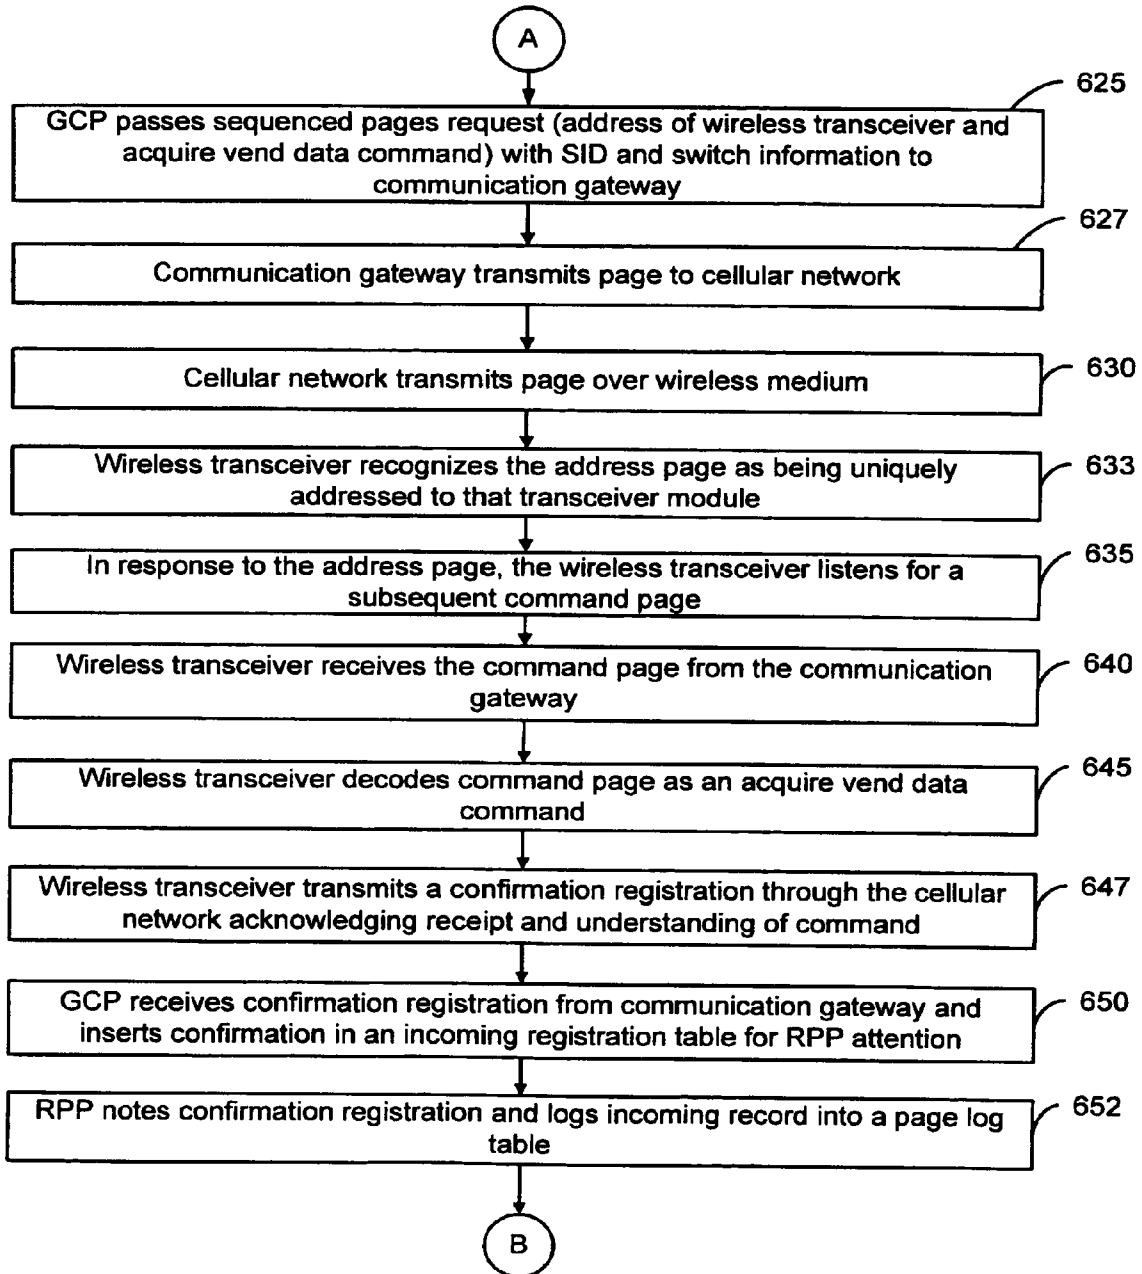 A
625
GCP passes sequenced pages request (address of wireless transceiver and
acquire vend data command) with SID and switch information to
communication gateway
627
Communication gateway transmits page to cellular network
630
Cellular network transmits page over wireless medium
633
Wireless transceiver recognizes the address page as being uniquely
addressed to that transceiver module
635
In response to the address page, the wireless transceiver listens for a
subsequent command page
640
Wireless transceiver receives the command page from the communication
gateway
645
Wireless transceiver decodes command page as an acquire vend data
command
647
Wireless transceiver transmits a confirmation registration through the cellular
network acknowledging receipt and understanding of command
650
GCP receives confirmation registration from communication gateway and
inserts confirmation in an incoming registration table for RPP attention
652
RPP notes confirmation registration and logs incoming record into a page log
table
B